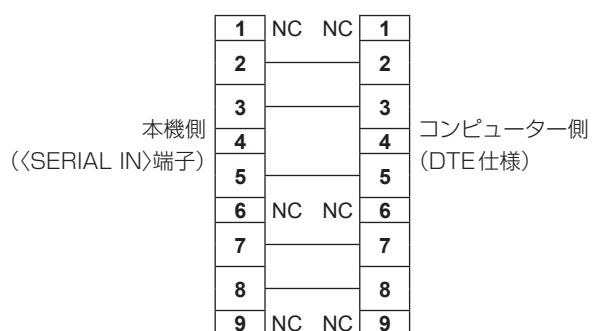 1 NC NC 1
2 2
3 3
本機側
(〈SERIAL IN〉端子)
4 4
コンピューター側
(DTE仕様)
5 5
6 NC NC 6
7 7
8 8
9 NC NC 9